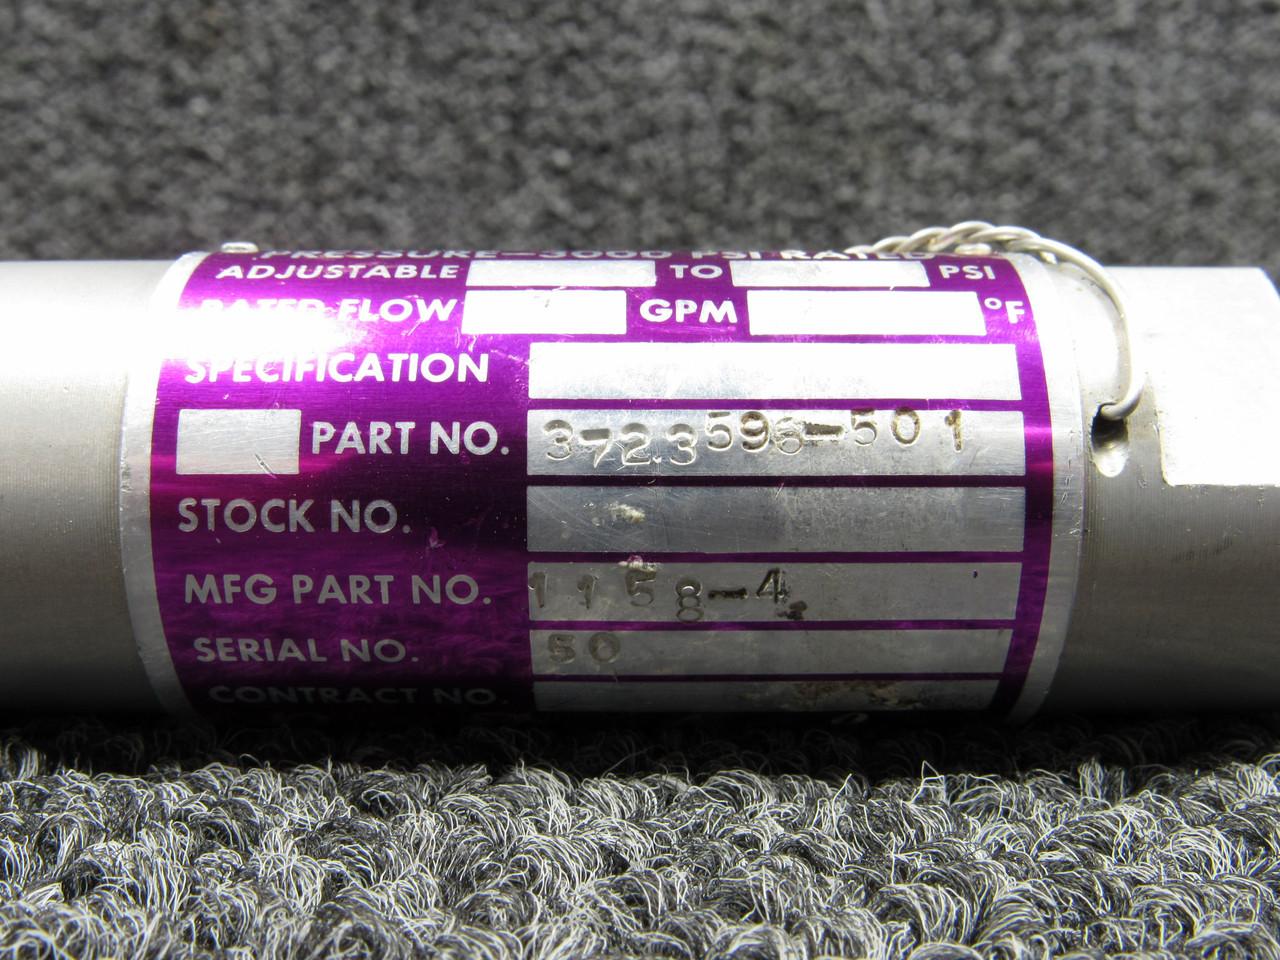 PRESSURE-3000 PSI RATED
ADJUSTABLE TO PSI
RATED FLOW GPM °F
SPECIFICATION
PART NO. 3723596-501
STOCK NO.
MFG PART NO. 1158-4
SERIAL NO. 50
CONTRACT NO.